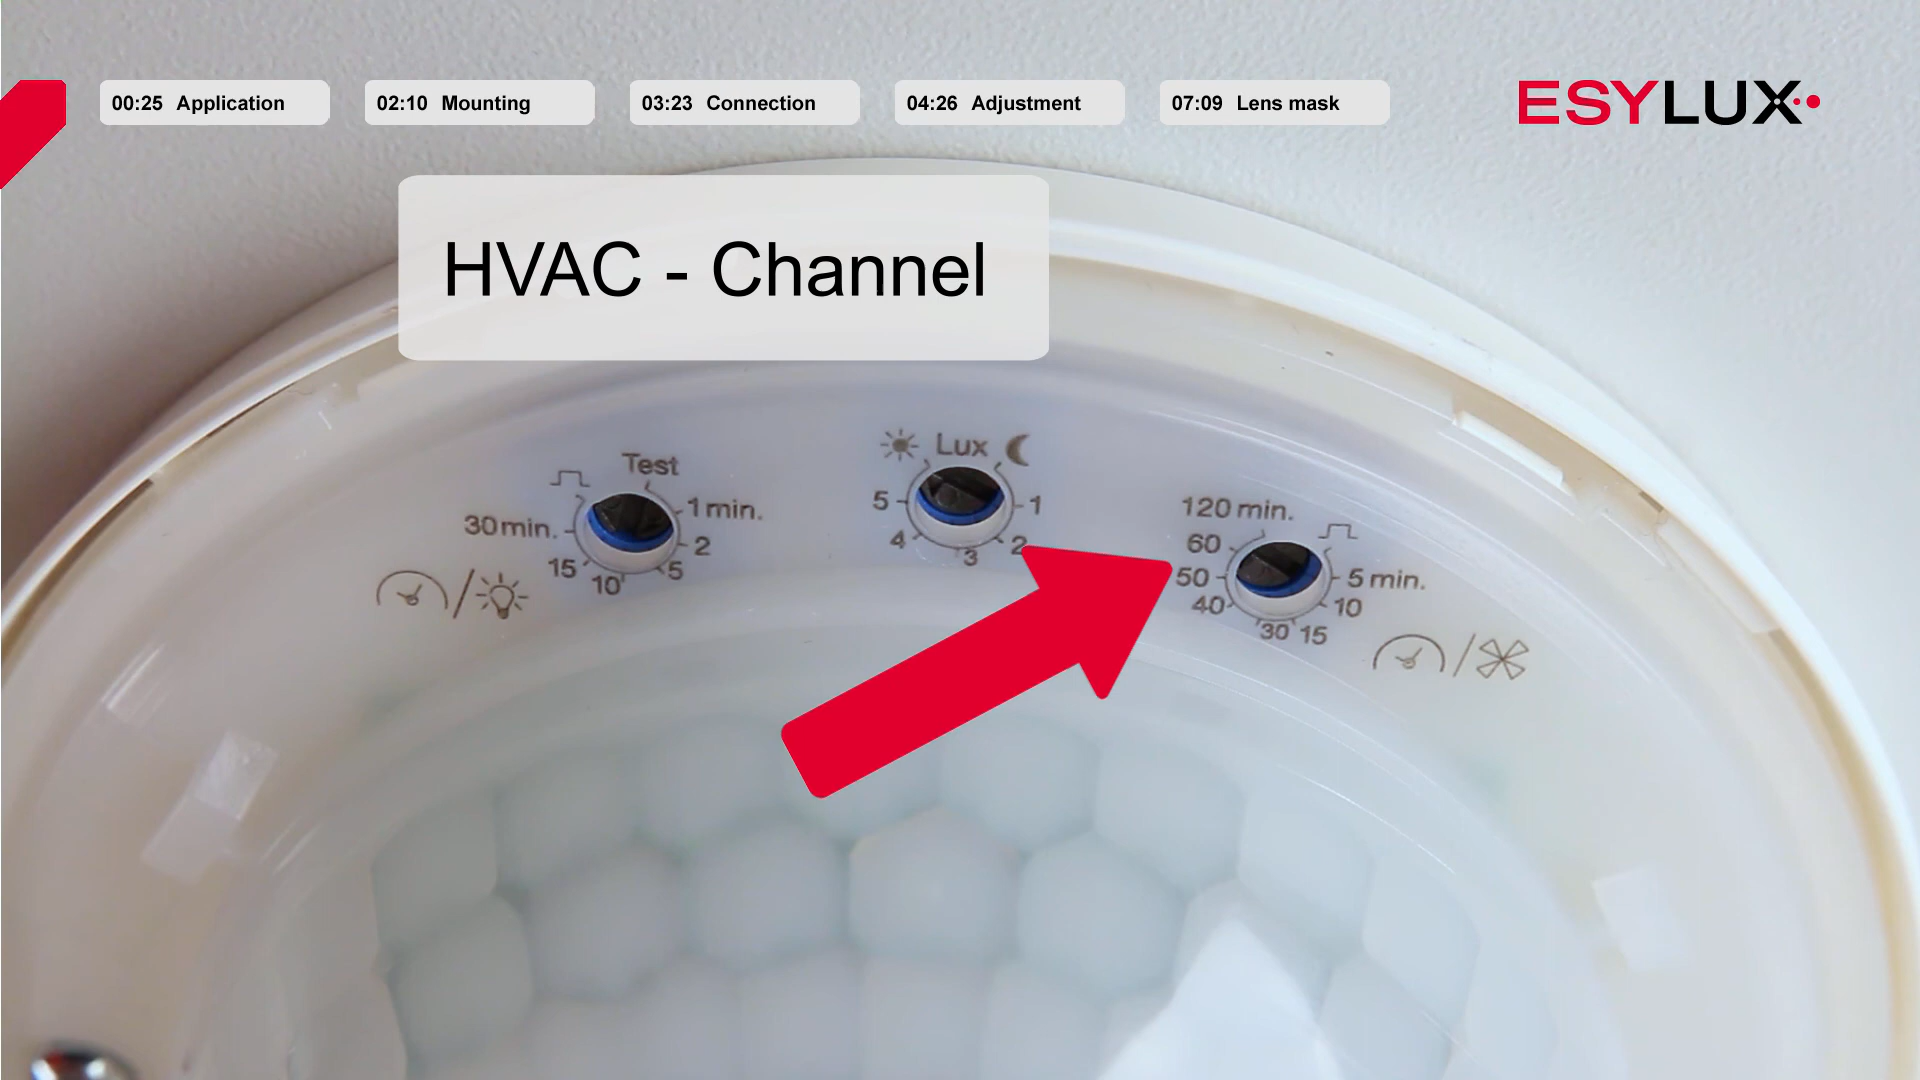 00:25 Application
02:10 Mounting
03:23 Connection
04:26 Adjustment
07:09 Lens mask
ESYLUX
HVAC - Channel
Test
1 min.
2
5
10
15
30 min.
Lux
1
2
3
4
5
120 min.
60
50
40
30
15
10
5 min.